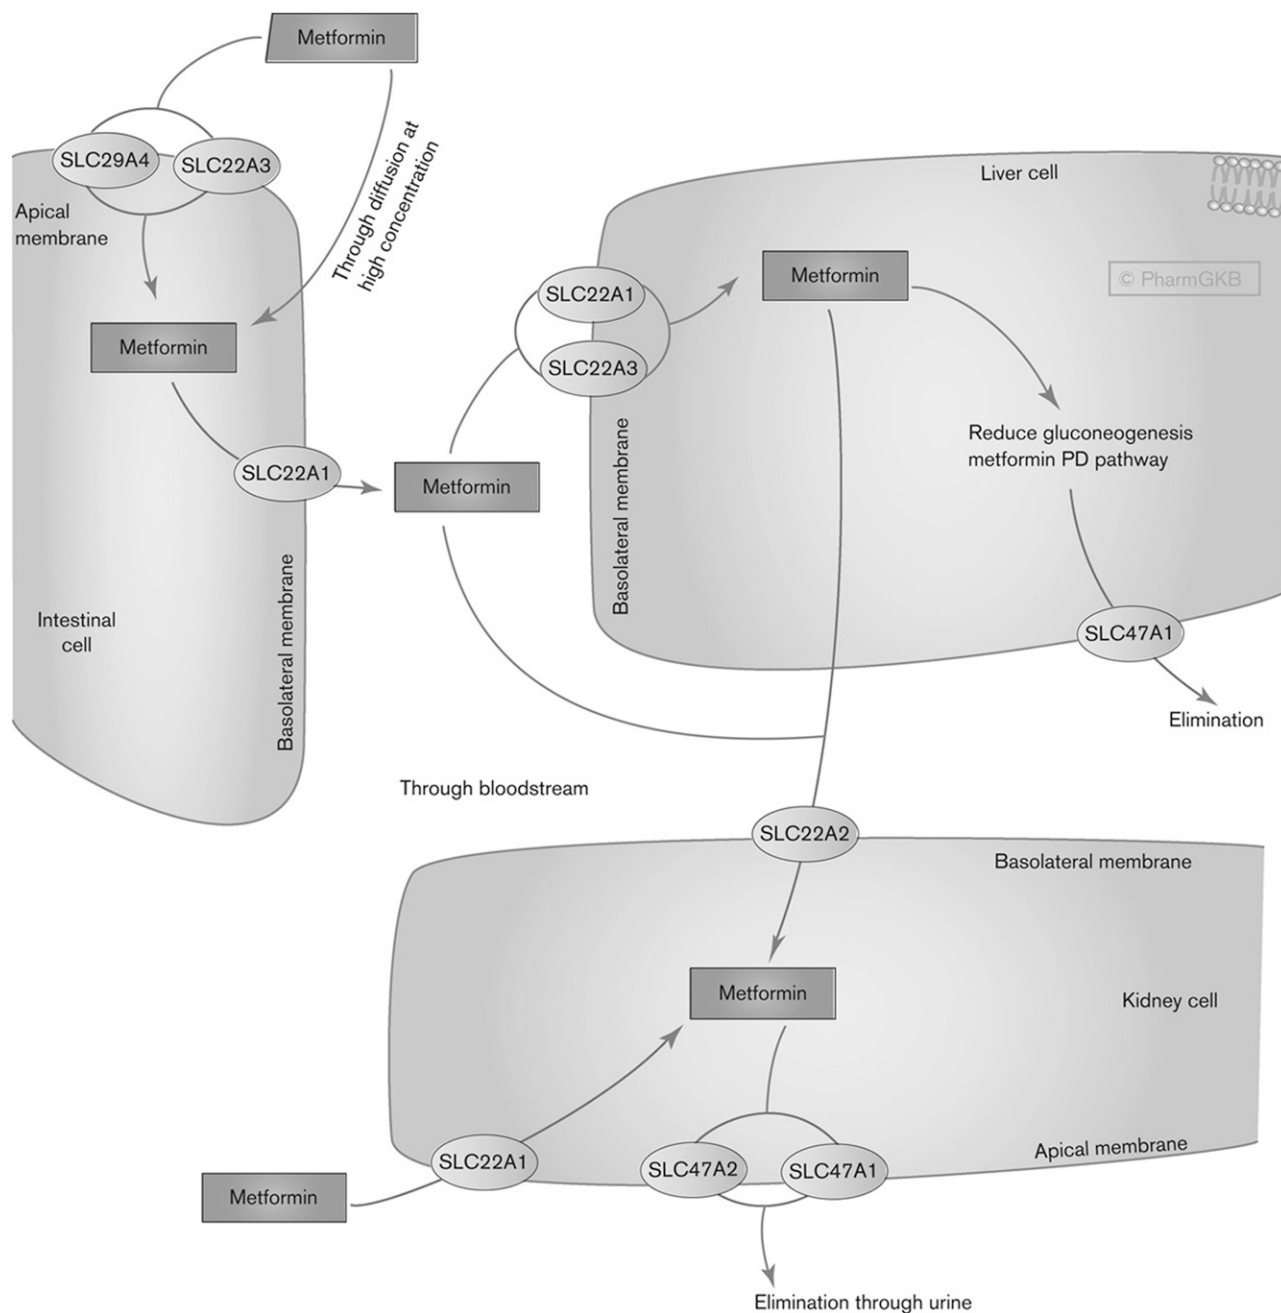 Metformin
SLC29A4
SLC22A3
Through diffusion at
high concentration
Apical
membrane
Metformin
SLC22A1
Basolateral membrane
Intestinal
cell
Metformin
Liver cell
© PharmGKB
SLC22A1
SLC22A3
Basolateral membrane
Metformin
Reduce gluconeogenesis
metformin PD pathway
SLC47A1
Elimination
Through bloodstream
SLC22A2
Basolateral membrane
Metformin
Kidney cell
Apical membrane
Metformin
SLC22A1
SLC47A2
SLC47A1
Elimination through urine